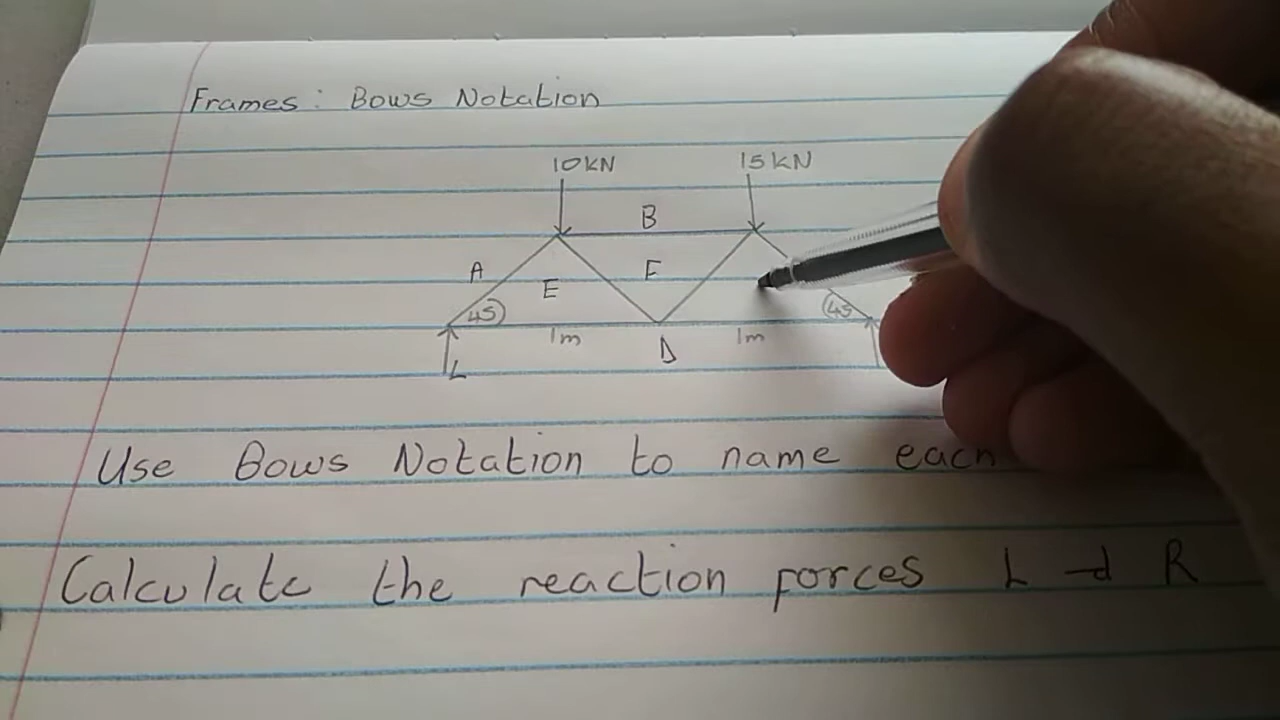 Frames: Bows Notation
10kN 15kN
B
A E F
45 45
1m D 1m
L
Use Bows Notation to name each
Calculate the reaction forces L & R